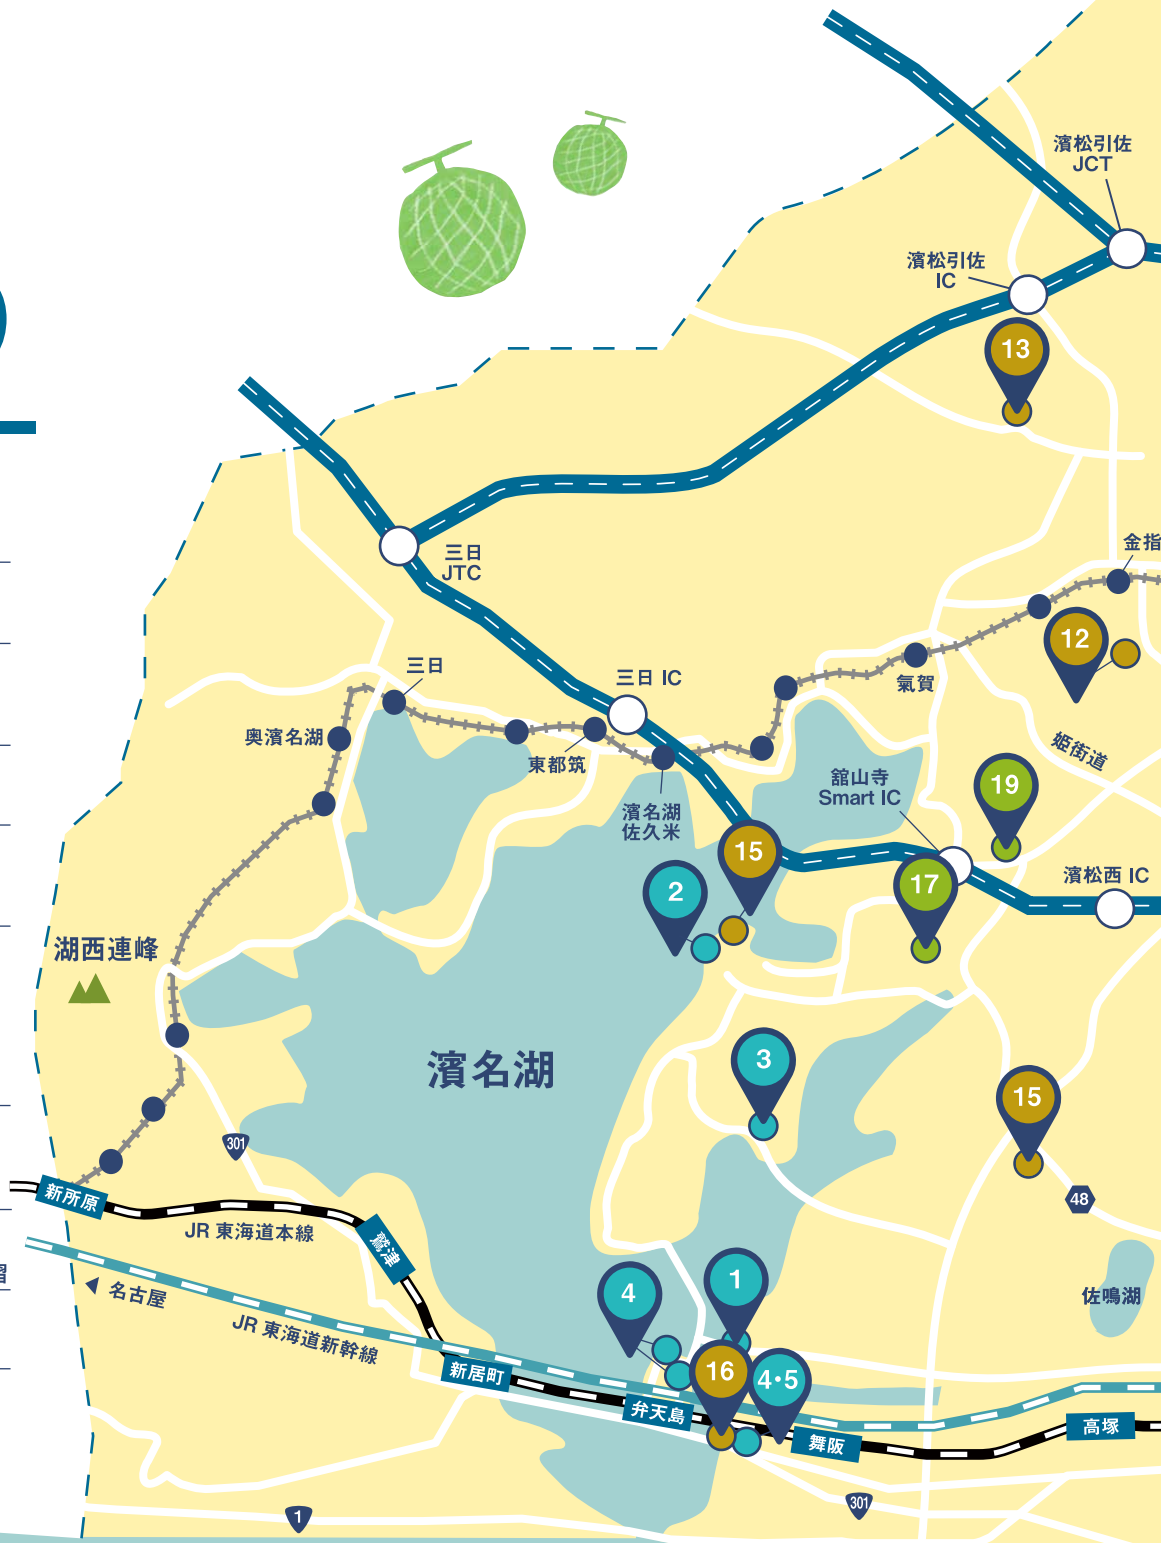 濱松引佐
JCT
濱松引佐
IC
13
三日
JTC
金指
12
三日
三日 IC
氣賀
奥濱名湖
東都筑
姫街道
舘山寺
Smart IC
19
濱名湖
佐久米
15
2
17
濱松西 IC
湖西連峰
濱名湖
3
15
301
48
新所原
JR 東海道本線
鷲津
名古屋
JR 東海道新幹線
佐鳴湖
1
4
16
4・5
新居町
弁天島
舞阪
高塚
1
301